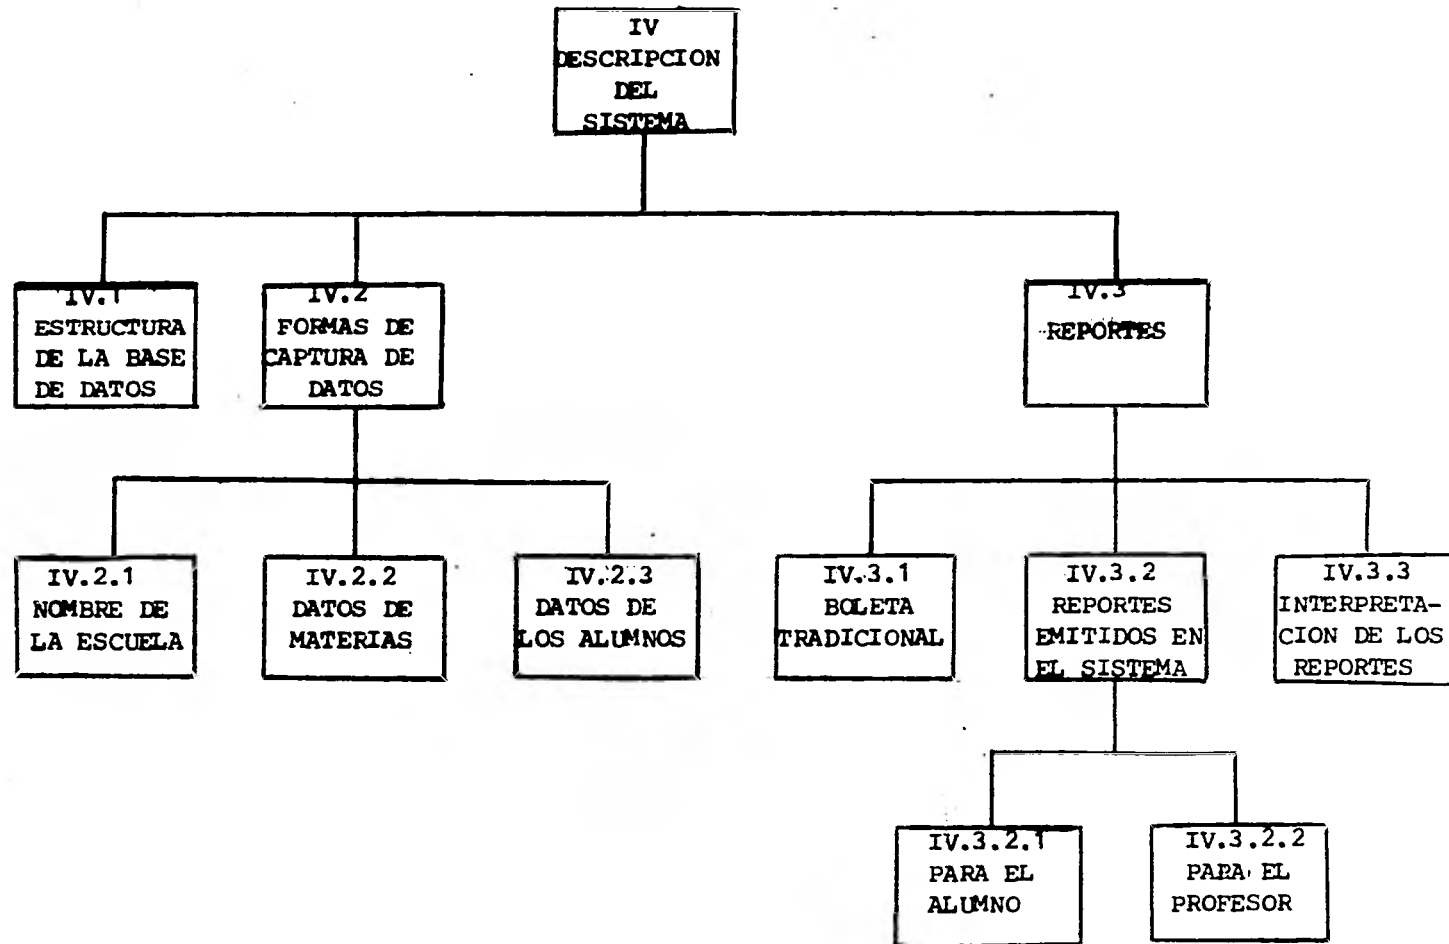 IV
DESCRIPCION
DEL
SISTEMA
IV.1
ESTRUCTURA
DE LA BASE
DE DATOS
IV.2
FORMAS DE
CAPTURA DE
DATOS
IV.3
REPORTES
IV.2.1
NOMBRE DE
LA ESCUELA
IV.2.2
DATOS DE
MATERIAS
IV.2.3
DATOS DE
LOS ALUMNOS
IV.3.1
BOLETA
TRADICIONAL
IV.3.2
REPORTES
EMITIDOS EN
EL SISTEMA
IV.3.3
INTERPRETA-
CION DE LOS
REPORTES
IV.3.2.1
PARA EL
ALUMNO
IV.3.2.2
PARA EL
PROFESOR